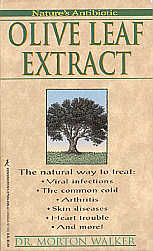 Nature's Antibiotic
OLIVE LEAF
EXTRACT
The natural way to treat:
• Viral infections
• The common cold
• Arthritis
• Skin diseases
• Heart trouble
• And more!
DR. MORTON WALKER